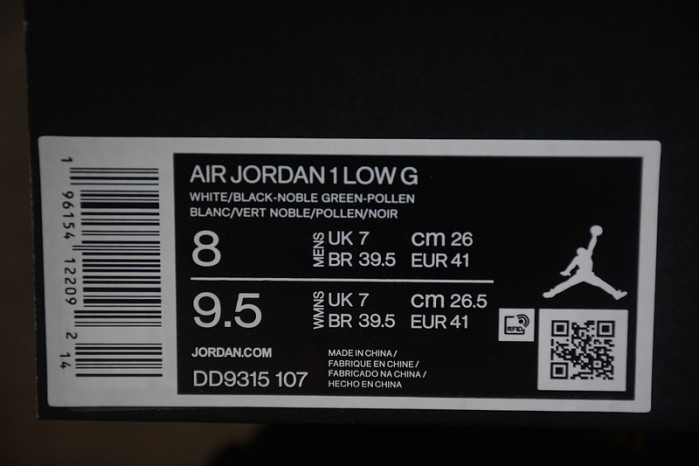 AIR JORDAN 1 LOW G
WHITE/BLACK-NOBLE GREEN-POLLEN
BLANC/VERT NOBLE/POLLEN/NOIR
8
MENS
UK 7 cm 26
BR 39.5 EUR 41
9.5
WMNS
UK 7 cm 26.5
BR 39.5 EUR 41
JORDAN.COM
DD9315 107
MADE IN CHINA /
FABRIQUE EN CHINE /
FABRICADO NA CHINA /
HECHO EN CHINA
RFID
1 96154 12209 2 14